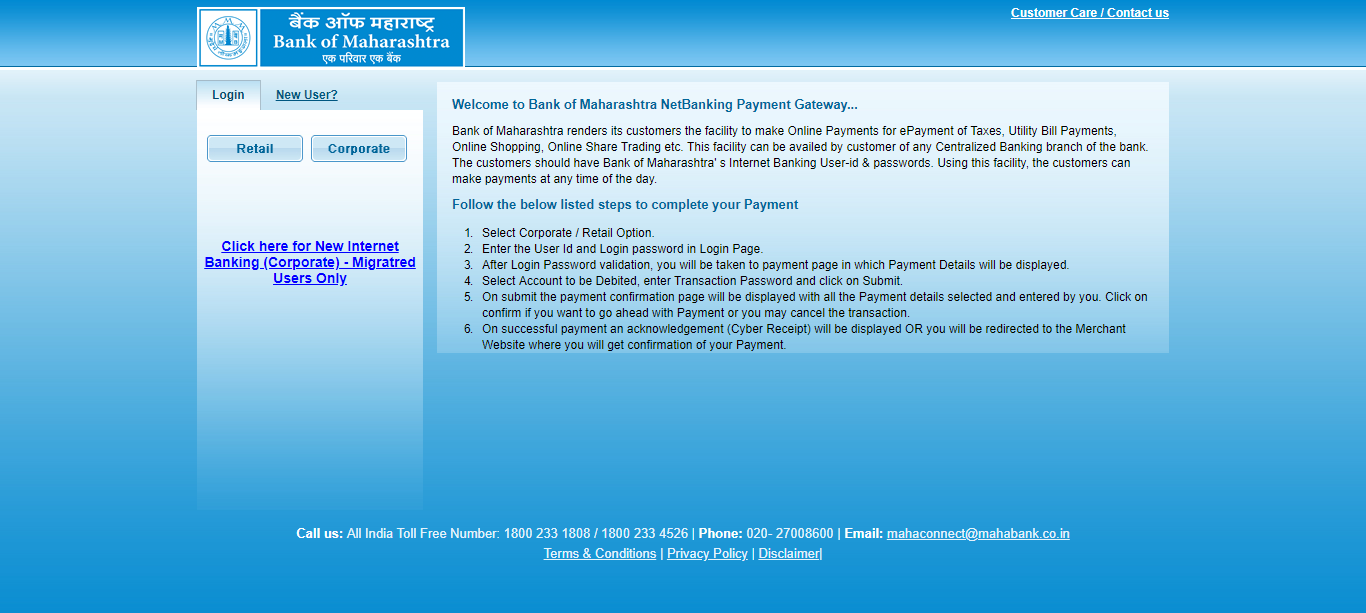 बैंक ऑफ महाराष्ट्र
Bank of Maharashtra
एक परिवार एक बैंक
Customer Care / Contact us
Login
New User?
Retail
Corporate
Click here for New Internet
Banking (Corporate) - Migratred
Users Only
Welcome to Bank of Maharashtra NetBanking Payment Gateway...
Bank of Maharashtra renders its customers the facility to make Online Payments for ePayment of Taxes, Utility Bill Payments,
Online Shopping, Online Share Trading etc. This facility can be availed by customer of any Centralized Banking branch of the bank.
The customers should have Bank of Maharashtra' s Internet Banking User-id & passwords. Using this facility, the customers can
make payments at any time of the day.
Follow the below listed steps to complete your Payment
1. Select Corporate / Retail Option.
2. Enter the User Id and Login password in Login Page.
3. After Login Password validation, you will be taken to payment page in which Payment Details will be displayed.
4. Select Account to be Debited, enter Transaction Password and click on Submit.
5. On submit the payment confirmation page will be displayed with all the Payment details selected and entered by you. Click on
confirm if you want to go ahead with Payment or you may cancel the transaction.
6. On successful payment an acknowledgement (Cyber Receipt) will be displayed OR you will be redirected to the Merchant
Website where you will get confirmation of your Payment.
Call us: All India Toll Free Number: 1800 233 1808 / 1800 233 4526 | Phone: 020- 27008600 | Email: mahaconnect@mahabank.co.in
Terms & Conditions | Privacy Policy | Disclaimer|